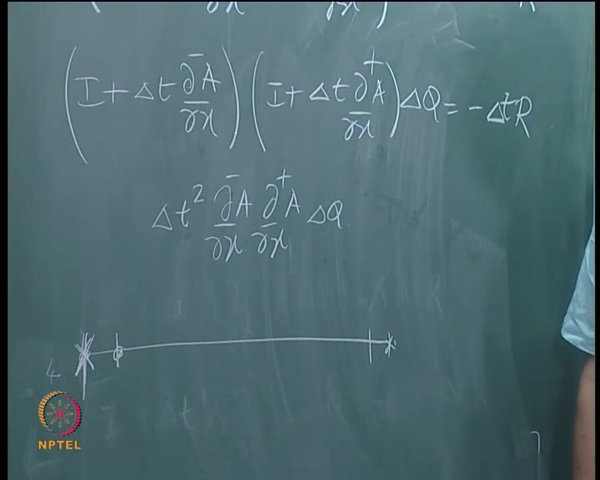 (I + Δt ∂⁻A/∂x) (I + Δt ∂⁺A/∂x) ΔQ = -ΔtR
Δt² ∂⁻A/∂x ∂⁺A/∂x ΔQ
NPTEL